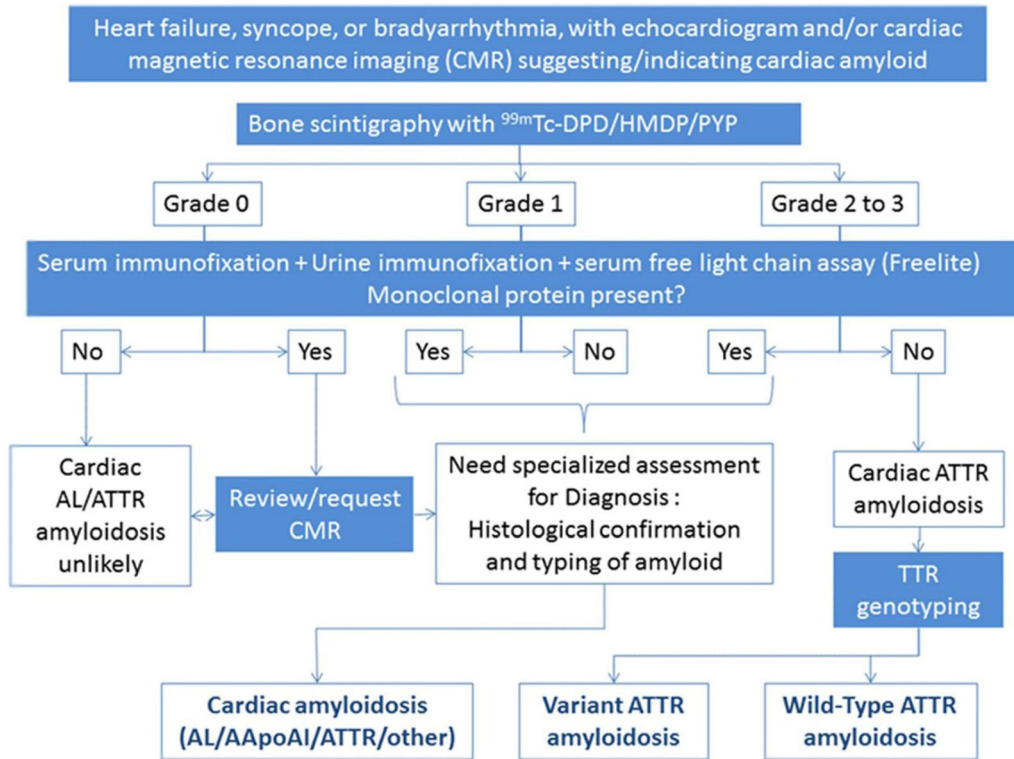 Heart failure, syncope, or bradyarrhythmia, with echocardiogram and/or cardiac
magnetic resonance imaging (CMR) suggesting/indicating cardiac amyloid
Bone scintigraphy with ⁹⁹ᵐTc-DPD/HMDP/PYP
Grade 0
Grade 1
Grade 2 to 3
Serum immunofixation + Urine immunofixation + serum free light chain assay (Freelite)
Monoclonal protein present?
No
Yes
Yes
No
Yes
No
Cardiac
AL/ATTR
amyloidosis
unlikely
Review/request
CMR
Need specialized assessment
for Diagnosis :
Histological confirmation
and typing of amyloid
Cardiac ATTR
amyloidosis
TTR
genotyping
Cardiac amyloidosis
(AL/AApoAI/ATTR/other)
Variant ATTR
amyloidosis
Wild-Type ATTR
amyloidosis